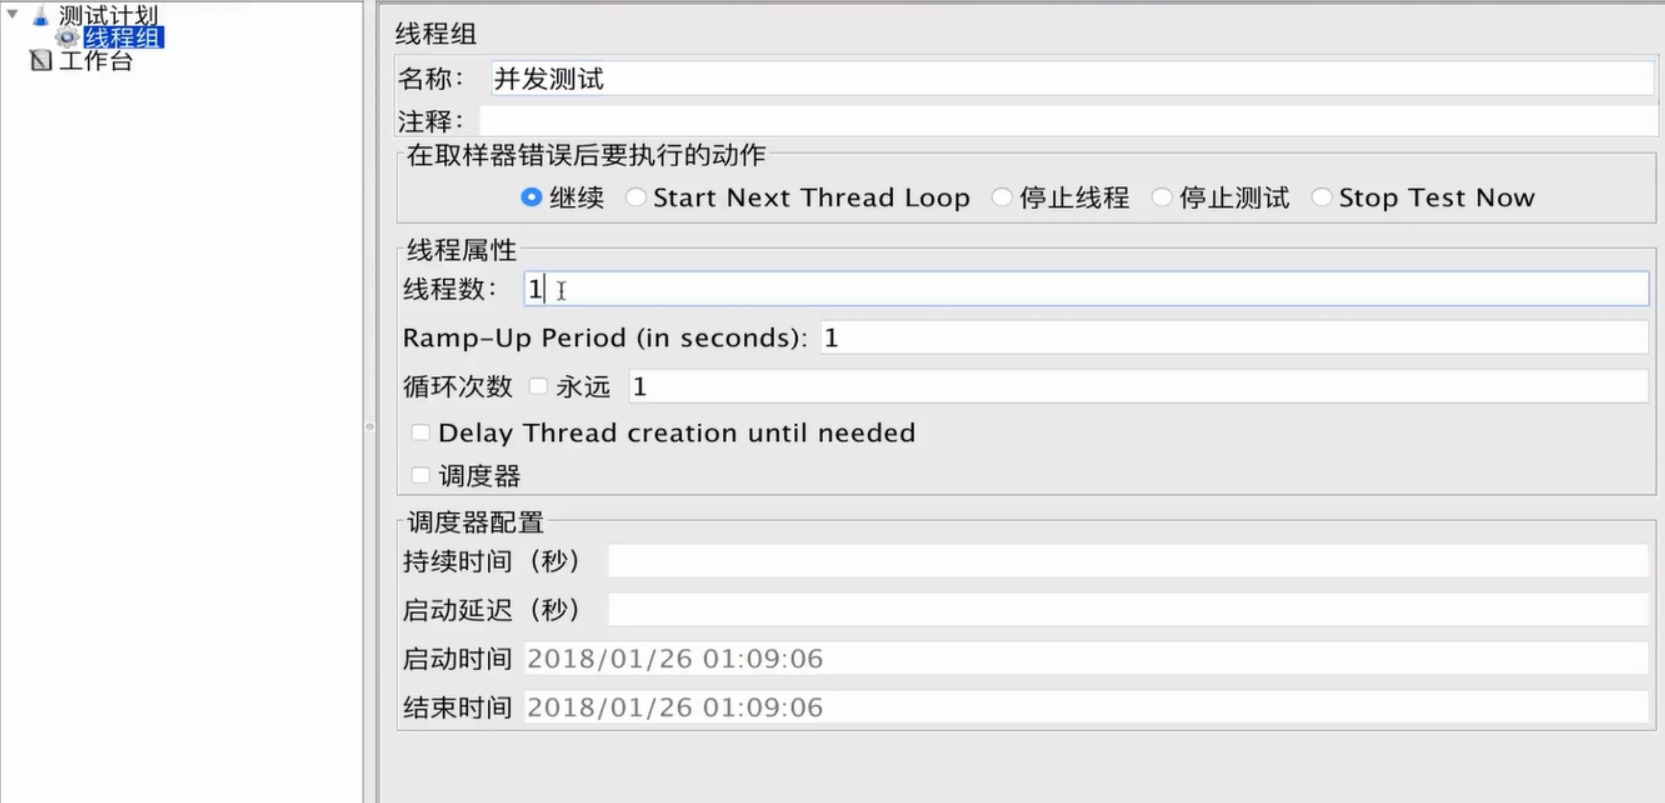 测试计划
线程组
工作台
线程组
名称： 并发测试
注释：
在取样器错误后要执行的动作
继续 Start Next Thread Loop 停止线程 停止测试 Stop Test Now
线程属性
线程数： 1
Ramp-Up Period (in seconds): 1
循环次数 永远 1
Delay Thread creation until needed
调度器
调度器配置
持续时间（秒）
启动延迟（秒）
启动时间 2018/01/26 01:09:06
结束时间 2018/01/26 01:09:06